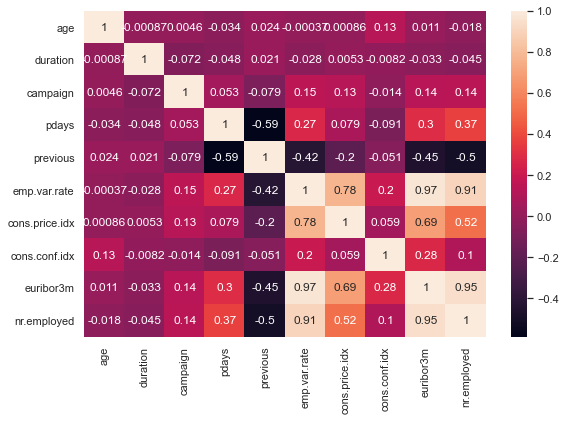 age 1 -0.00087 0.0046 -0.034 0.024 -0.00037 0.00086 0.13 0.011 -0.018
duration -0.00087 1 -0.072 -0.048 0.021 -0.028 0.0053 -0.0082 -0.033 -0.045
campaign 0.0046 -0.072 1 0.053 -0.079 0.15 0.13 -0.014 0.14 0.14
pdays -0.034 -0.048 0.053 1 -0.59 0.27 0.079 -0.091 0.3 0.37
previous 0.024 0.021 -0.079 -0.59 1 -0.42 -0.2 -0.051 -0.45 -0.5
emp.var.rate -0.00037 -0.028 0.15 0.27 -0.42 1 0.78 0.2 0.97 0.91
cons.price.idx 0.00086 0.0053 0.13 0.079 -0.2 0.78 1 0.059 0.69 0.52
cons.conf.idx 0.13 -0.0082 -0.014 -0.091 -0.051 0.2 0.059 1 0.28 0.1
euribor3m 0.011 -0.033 0.14 0.3 -0.45 0.97 0.69 0.28 1 0.95
nr.employed -0.018 -0.045 0.14 0.37 -0.5 0.91 0.52 0.1 0.95 1
age duration campaign pdays previous emp.var.rate cons.price.idx cons.conf.idx euribor3m nr.employed
1.0
0.8
0.6
0.4
0.2
0.0
−0.2
−0.4